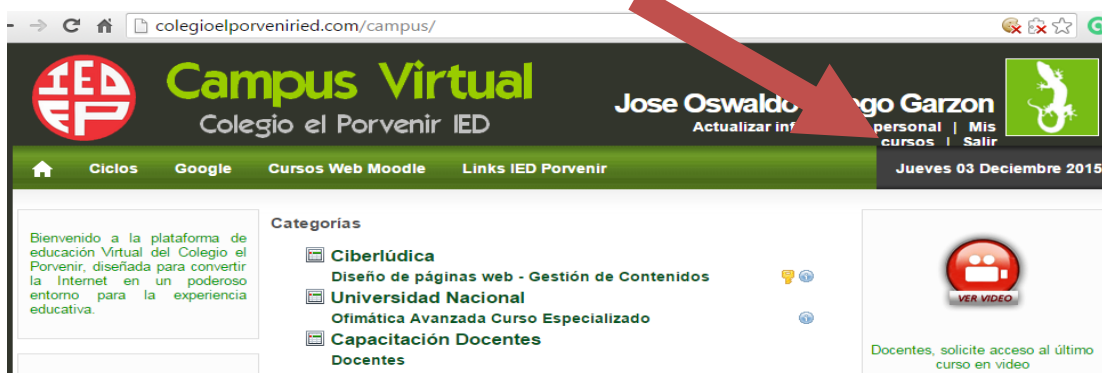 colegioelporveniried.com/campus/
IED
EP
Campus Virtual
Colegio el Porvenir IED
Jose Oswaldo go Garzon
Actualizar inf personal | Mis
cursos | Salir
Ciclos Google Cursos Web Moodle Links IED Porvenir
Jueves 03 Deciembre 2015
Bienvenido a la plataforma de
educación Virtual del Colegio el
Porvenir, diseñada para convertir
la Internet en un poderoso
entorno para la experiencia
educativa.
Categorías
Ciberlúdica
Diseño de páginas web - Gestión de Contenidos
Universidad Nacional
Ofimática Avanzada Curso Especializado
Capacitación Docentes
Docentes
VER VIDEO
Docentes, solicite acceso al último
curso en video